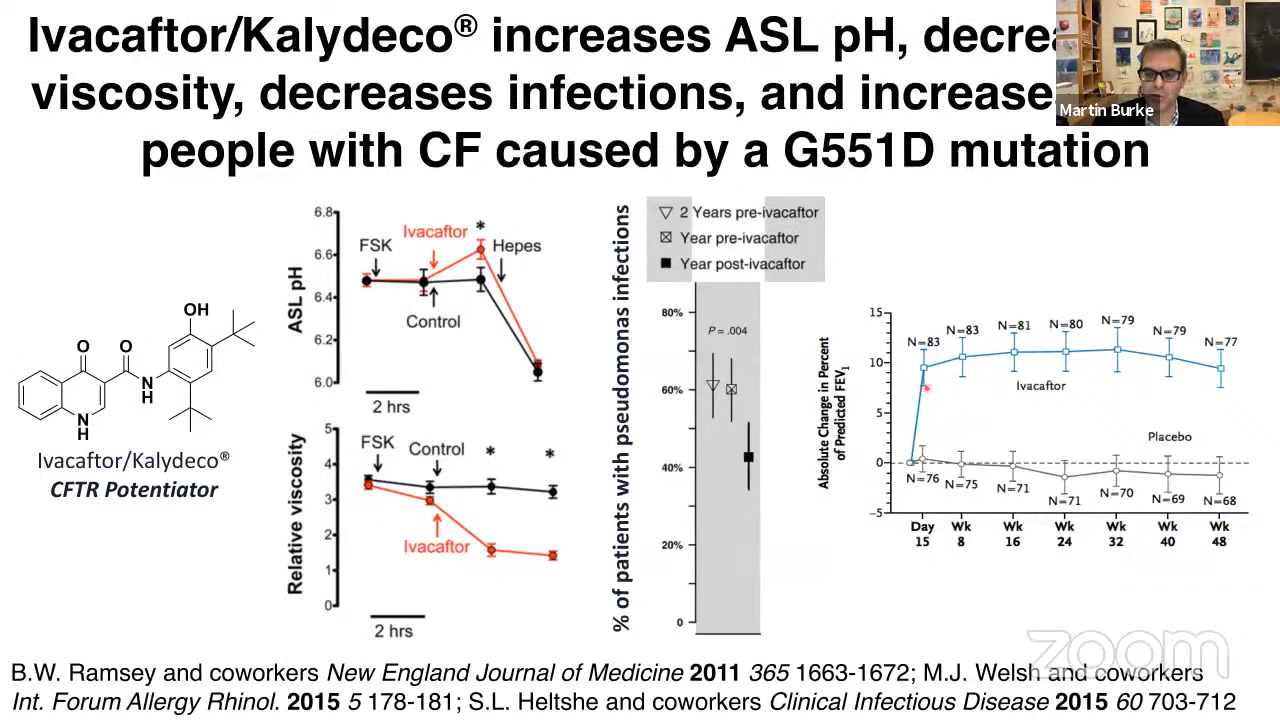 Ivacaftor/Kalydeco® increases ASL pH,
viscosity, decreases infections, and
people with CF caused by a G551D mutation
Martin Burke
OH
O
O
N
H
N
H
Ivacaftor/Kalydeco®
CFTR Potentiator
ASL pH
6.8
6.6
6.4
6.2
6.0
FSK
Ivacaftor
*
Hepes
Control
2 hrs
Relative viscosity
5
4
3
2
1
0
FSK
Control
*
*
Ivacaftor
2 hrs
% of patients with pseudomonas infections
2 Years pre-ivacaftor
Year pre-ivacaftor
Year post-ivacaftor
80%
60%
40%
20%
0
P = .004
Absolute Change in Percent
of Predicted FEV1
15
10
5
0
−5
N=83
N=83
N=81
N=80
N=79
N=79
N=77
Ivacaftor
Placebo
N=76
N=75
N=71
N=71
N=70
N=69
N=68
Day
15
Wk
8
Wk
16
Wk
24
Wk
32
Wk
40
Wk
48
zoom
B.W. Ramsey and coworkers New England Journal of Medicine 2011 365 1663-1672; M.J. Welsh and coworkers
Int. Forum Allergy Rhinol. 2015 5 178-181; S.L. Heltshe and coworkers Clinical Infectious Disease 2015 60 703-712